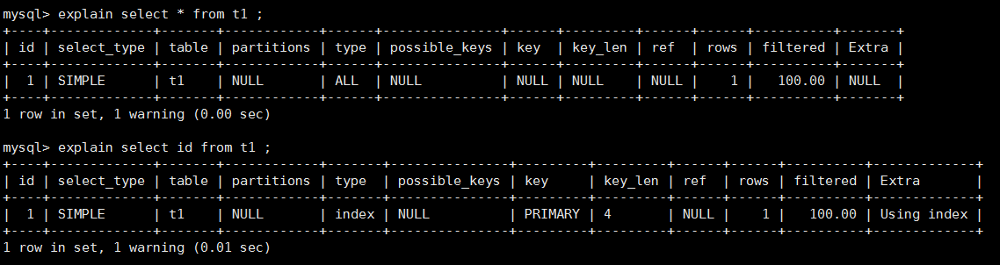 mysql> explain select * from t1 ;
+----+-------------+-------+------------+------+---------------+------+---------+------+------+----------+-------+
| id | select_type | table | partitions | type | possible_keys | key  | key_len | ref  | rows | filtered | Extra |
+----+-------------+-------+------------+------+---------------+------+---------+------+------+----------+-------+
|  1 | SIMPLE      | t1    | NULL       | ALL  | NULL          | NULL | NULL    | NULL |    1 |   100.00 | NULL  |
+----+-------------+-------+------------+------+---------------+------+---------+------+------+----------+-------+
1 row in set, 1 warning (0.00 sec)

mysql> explain select id from t1 ;
+----+-------------+-------+------------+-------+---------------+---------+---------+------+------+----------+-------------+
| id | select_type | table | partitions | type  | possible_keys | key     | key_len | ref  | rows | filtered | Extra       |
+----+-------------+-------+------------+-------+---------------+---------+---------+------+------+----------+-------------+
|  1 | SIMPLE      | t1    | NULL       | index | NULL          | PRIMARY | 4       | NULL |    1 |   100.00 | Using index |
+----+-------------+-------+------------+-------+---------------+---------+---------+------+------+----------+-------------+
1 row in set, 1 warning (0.01 sec)